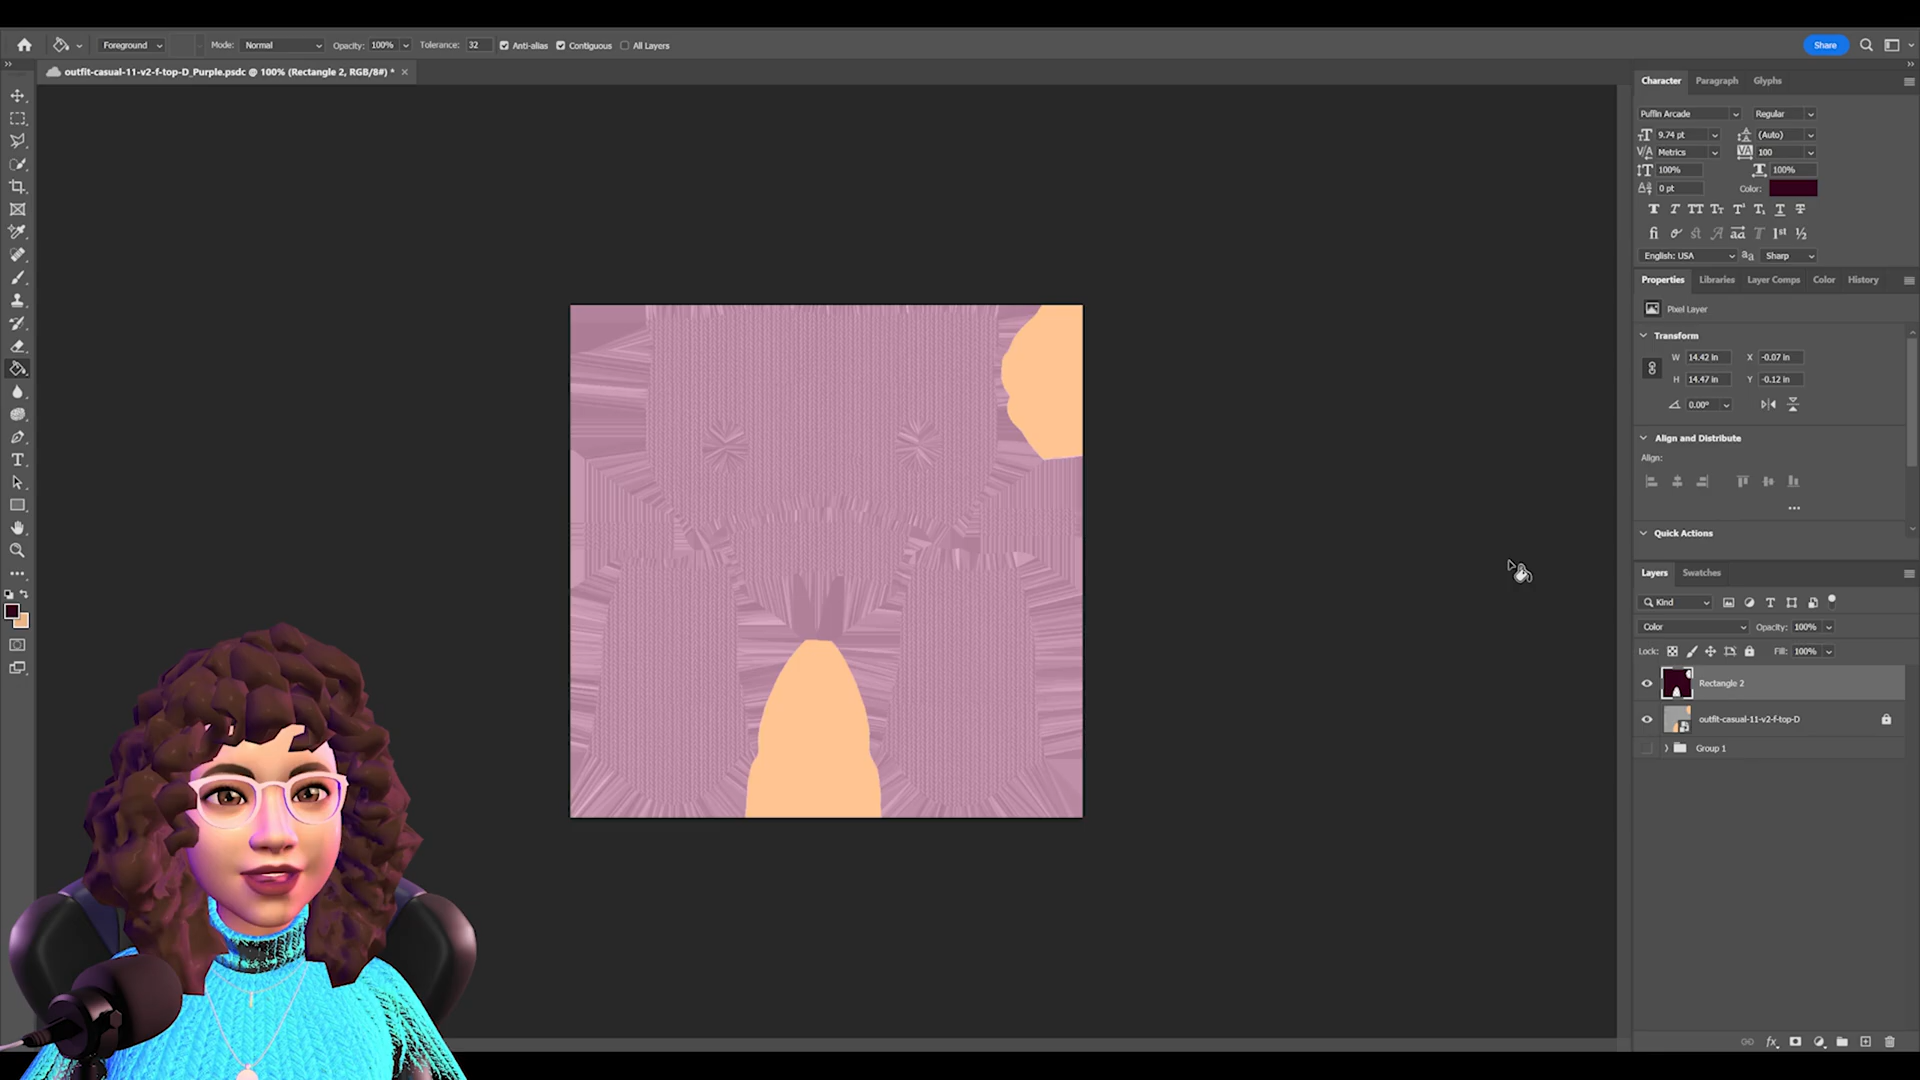 Foreground
Mode: Normal
Opacity: 100%
Tolerance: 32
Anti-alias
Contiguous
All Layers
Share
outfit-casual-11-v2-f-top-D_Purple.psdc @ 100% (Rectangle 2, RGB/8#) *
Character Paragraph Glyphs
Puffin Arcade Regular
9.74 pt (Auto)
Metrics 100
100% 100%
0 pt Color:
English: USA Sharp
Properties Libraries Layer Comps Color History
Pixel Layer
Transform
W 14.42 in X -0.07 in
H 14.47 in Y -0.12 in
0.00°
Align and Distribute
Align:
Quick Actions
Layers Swatches
Kind
Color Opacity: 100%
Lock: Fill: 100%
Rectangle 2
outfit-casual-11-v2-f-top-D
Group 1